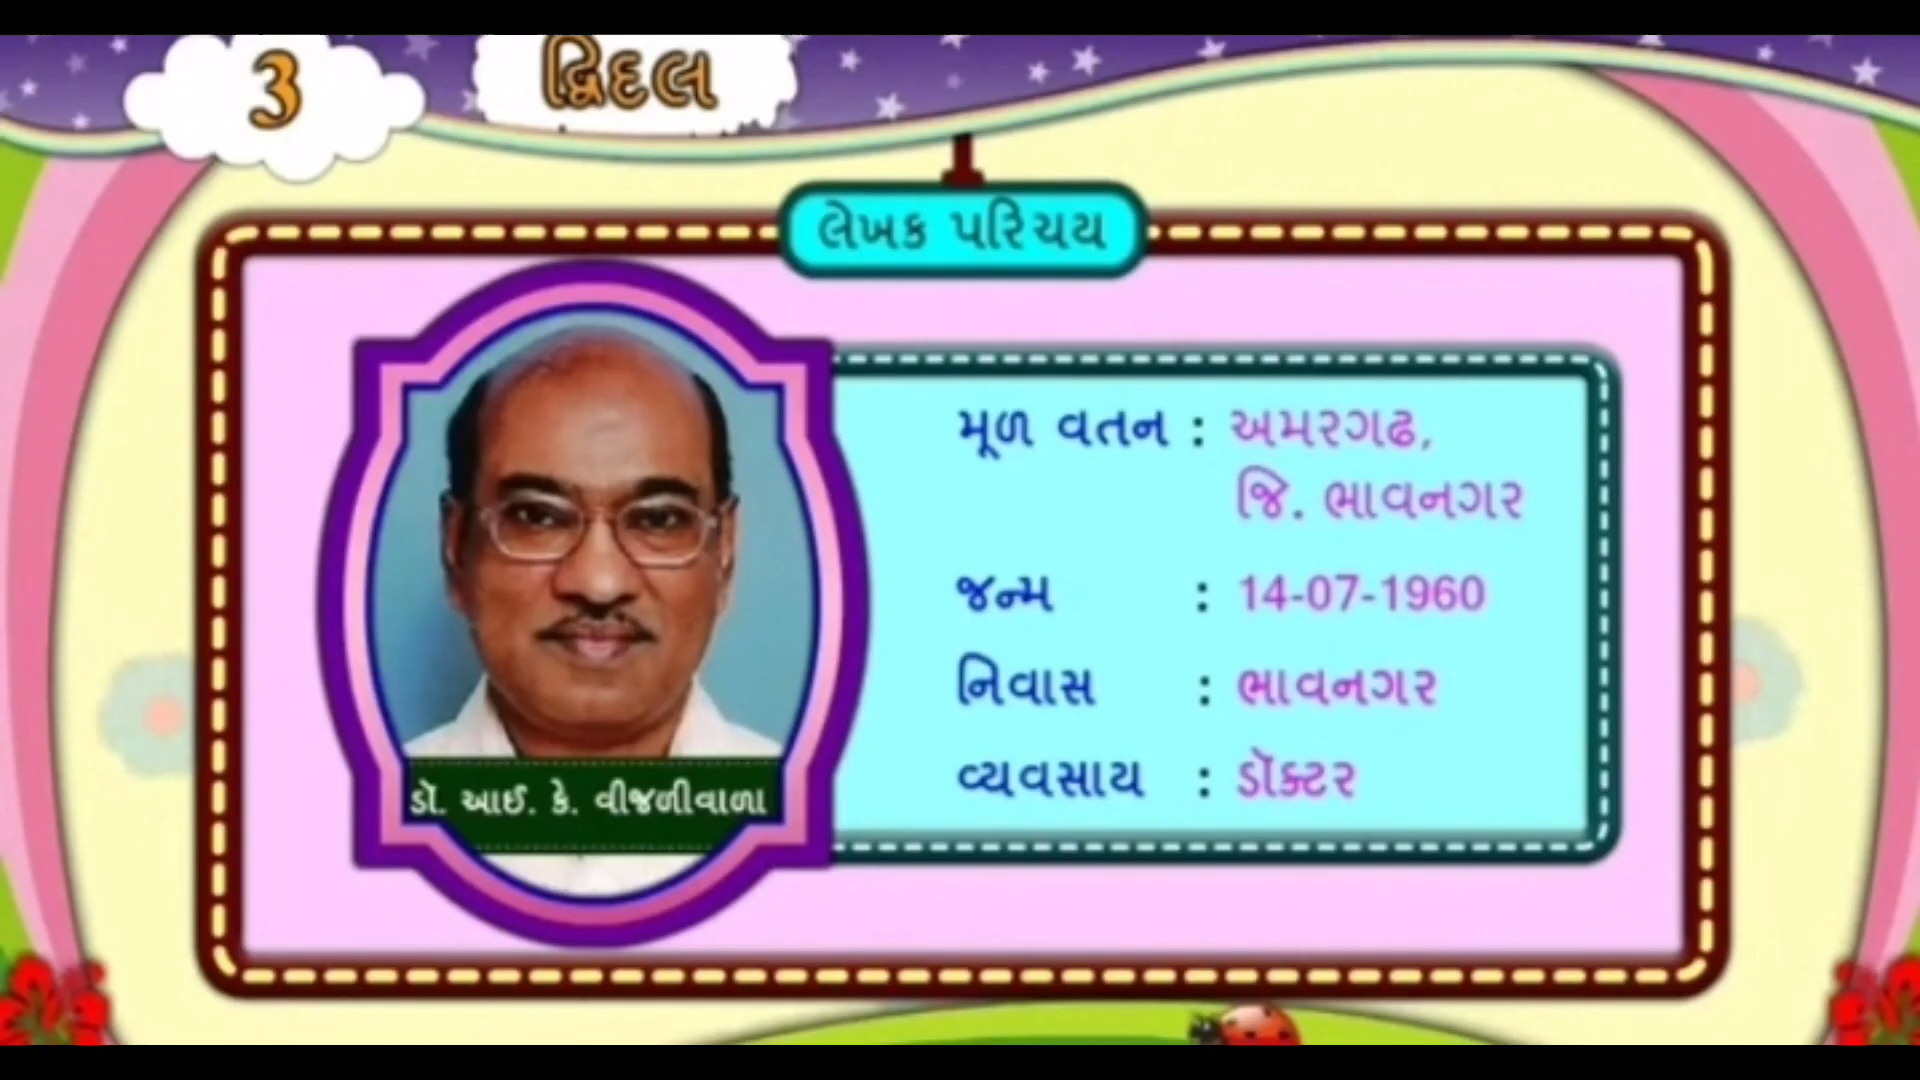 3
દ્વિદલ
લેખક પરિચય
મૂળ વતન : અમરગઢ,
જિ. ભાવનગર
જન્મ : 14-07-1960
નિવાસ : ભાવનગર
વ્યવસાય : ડૉક્ટર
ડૉ. આઈ. કે. વીજળીવાળા